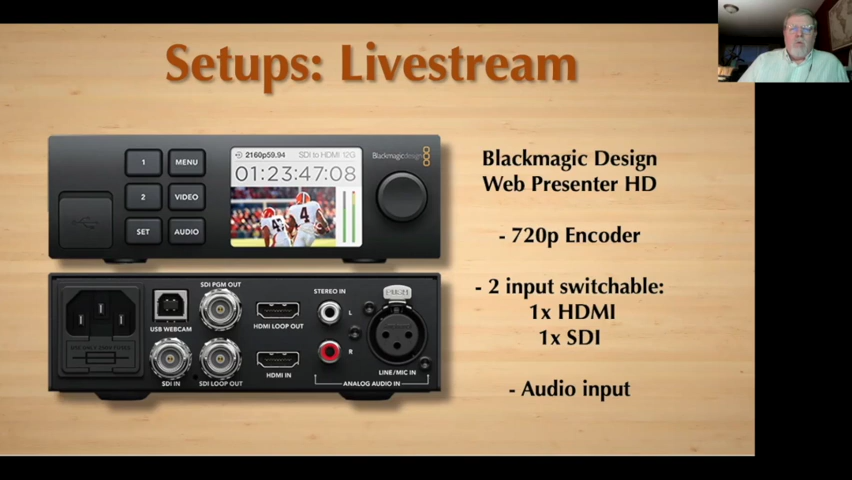 Setups: Livestream
2160p59.94 SDI to HDMI 12G
Blackmagicdesign
01:23:47:08
1 MENU
2 VIDEO
SET AUDIO
4
Blackmagic Design
Web Presenter HD
- 720p Encoder
- 2 input switchable:
1x HDMI
1x SDI
- Audio input
SDI PGM OUT
STEREO IN
PUSH
L
USB WEBCAM
HDMI LOOP OUT
R
LINE/MIC IN
SDI IN
SDI LOOP OUT
HDMI IN
ANALOG AUDIO IN